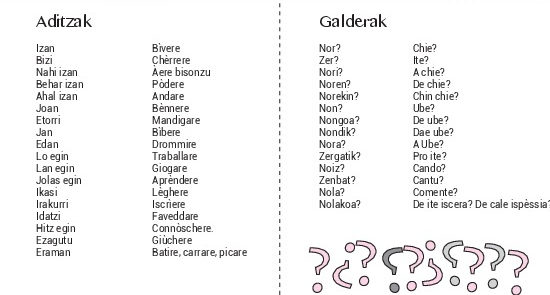 Aditzak
Izan Bìvere
Bizi Chèrrere
Nahi izan Àere bisonzu
Behar izan Pòdere
Ahal izan Andare
Joan Bènnere
Etorri Mandigare
Jan Bìbere
Edan Drommire
Lo egin Traballare
Lan egin Giogare
Jolas egin Aprèndere
Ikasi Lèghere
Irakurri Iscrìere
Idatzi Faveddare
Hitz egin Connòschere.
Ezagutu Giùchere
Eraman Batire, carrare, picare
Galderak
Nor? Chie?
Zer? Ite?
Nori? A chie?
Noren? De chie?
Norekin? Chin chie?
Non? Ube?
Nongoa? De ube?
Nondik? Dae ube?
Nora? A Ube?
Zergatik? Pro ite?
Noiz? Cando?
Zenbat? Cantu?
Nola? Comente?
Nolakoa? De ite iscera? De cale ispèssia?